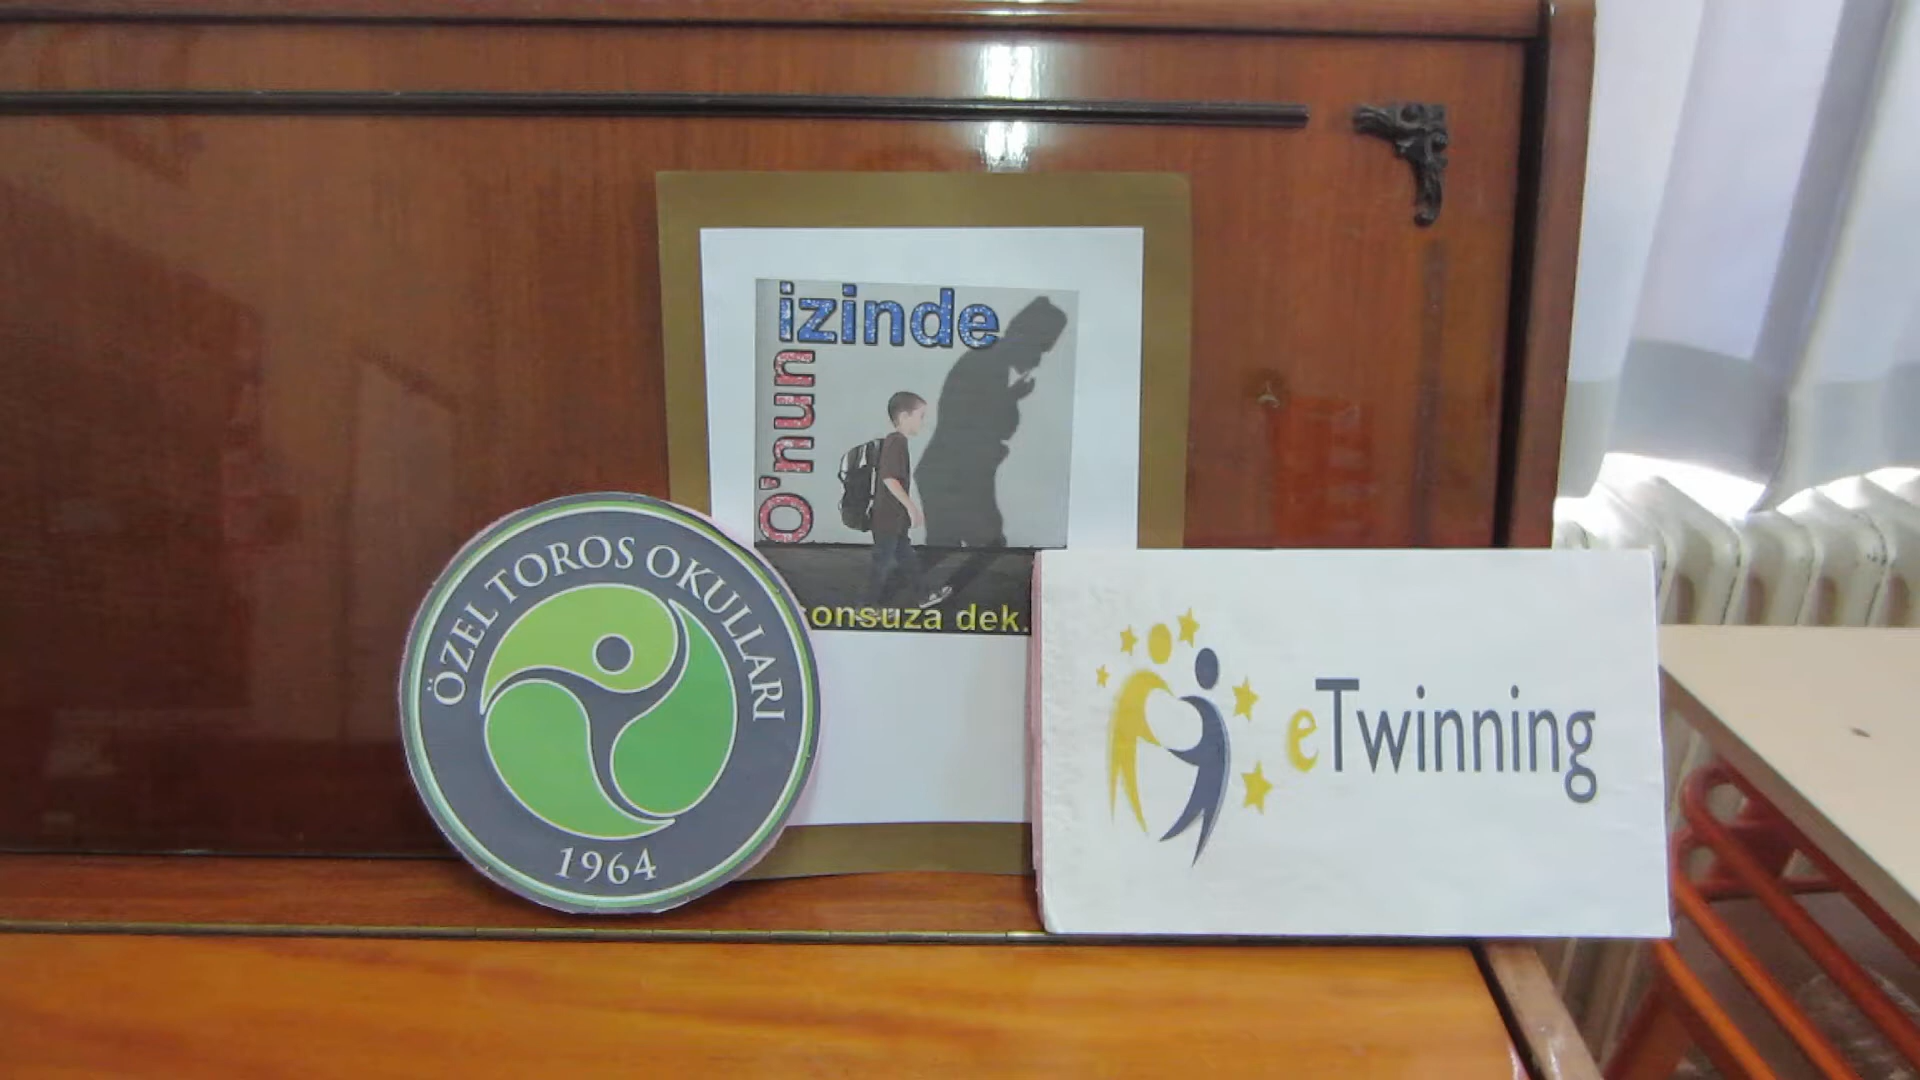 O'nun
izinde
sonsuza dek.
ÖZEL TOROS OKULLARI
1964
eTwinning